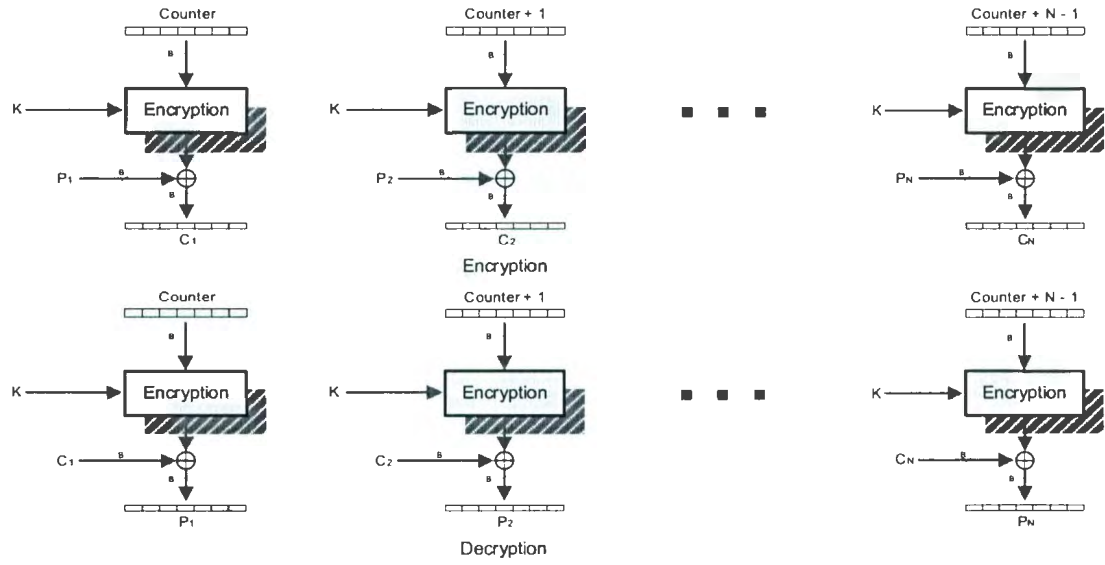 Counter Counter + 1 Counter + N - 1
B B B
K Encryption K Encryption K Encryption
P1 B P2 B PN B
B B B
C1 C2 CN
Encryption
Counter Counter + 1 Counter + N - 1
B B B
K Encryption K Encryption K Encryption
C1 B C2 B CN B
B B B
P1 P2 PN
Decryption